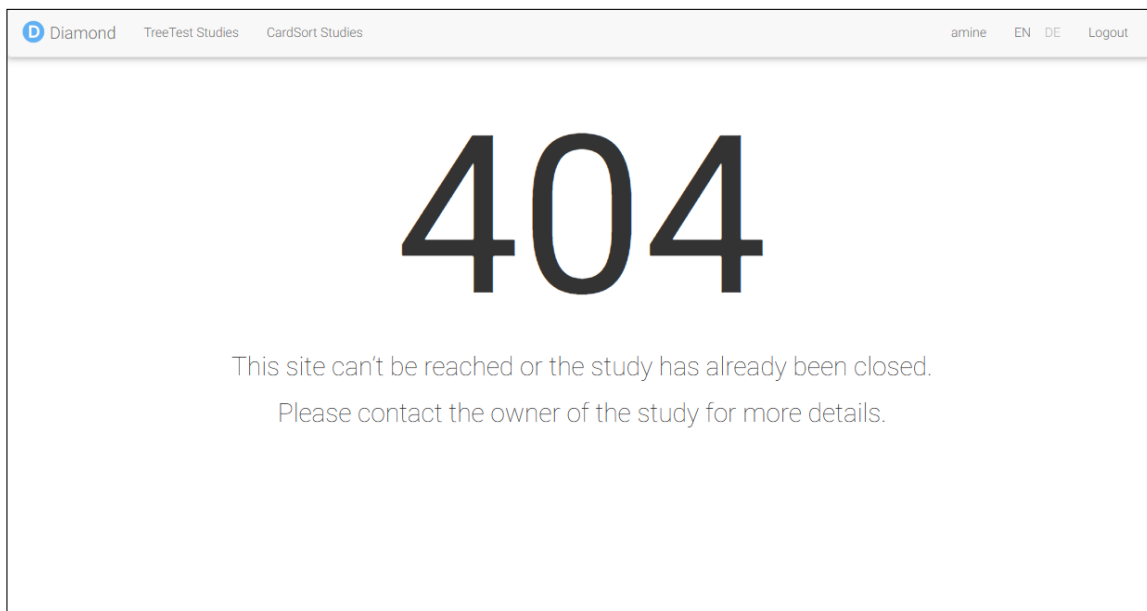 D Diamond TreeTest Studies CardSort Studies amine EN DE Logout
404
This site can't be reached or the study has already been closed.
Please contact the owner of the study for more details.